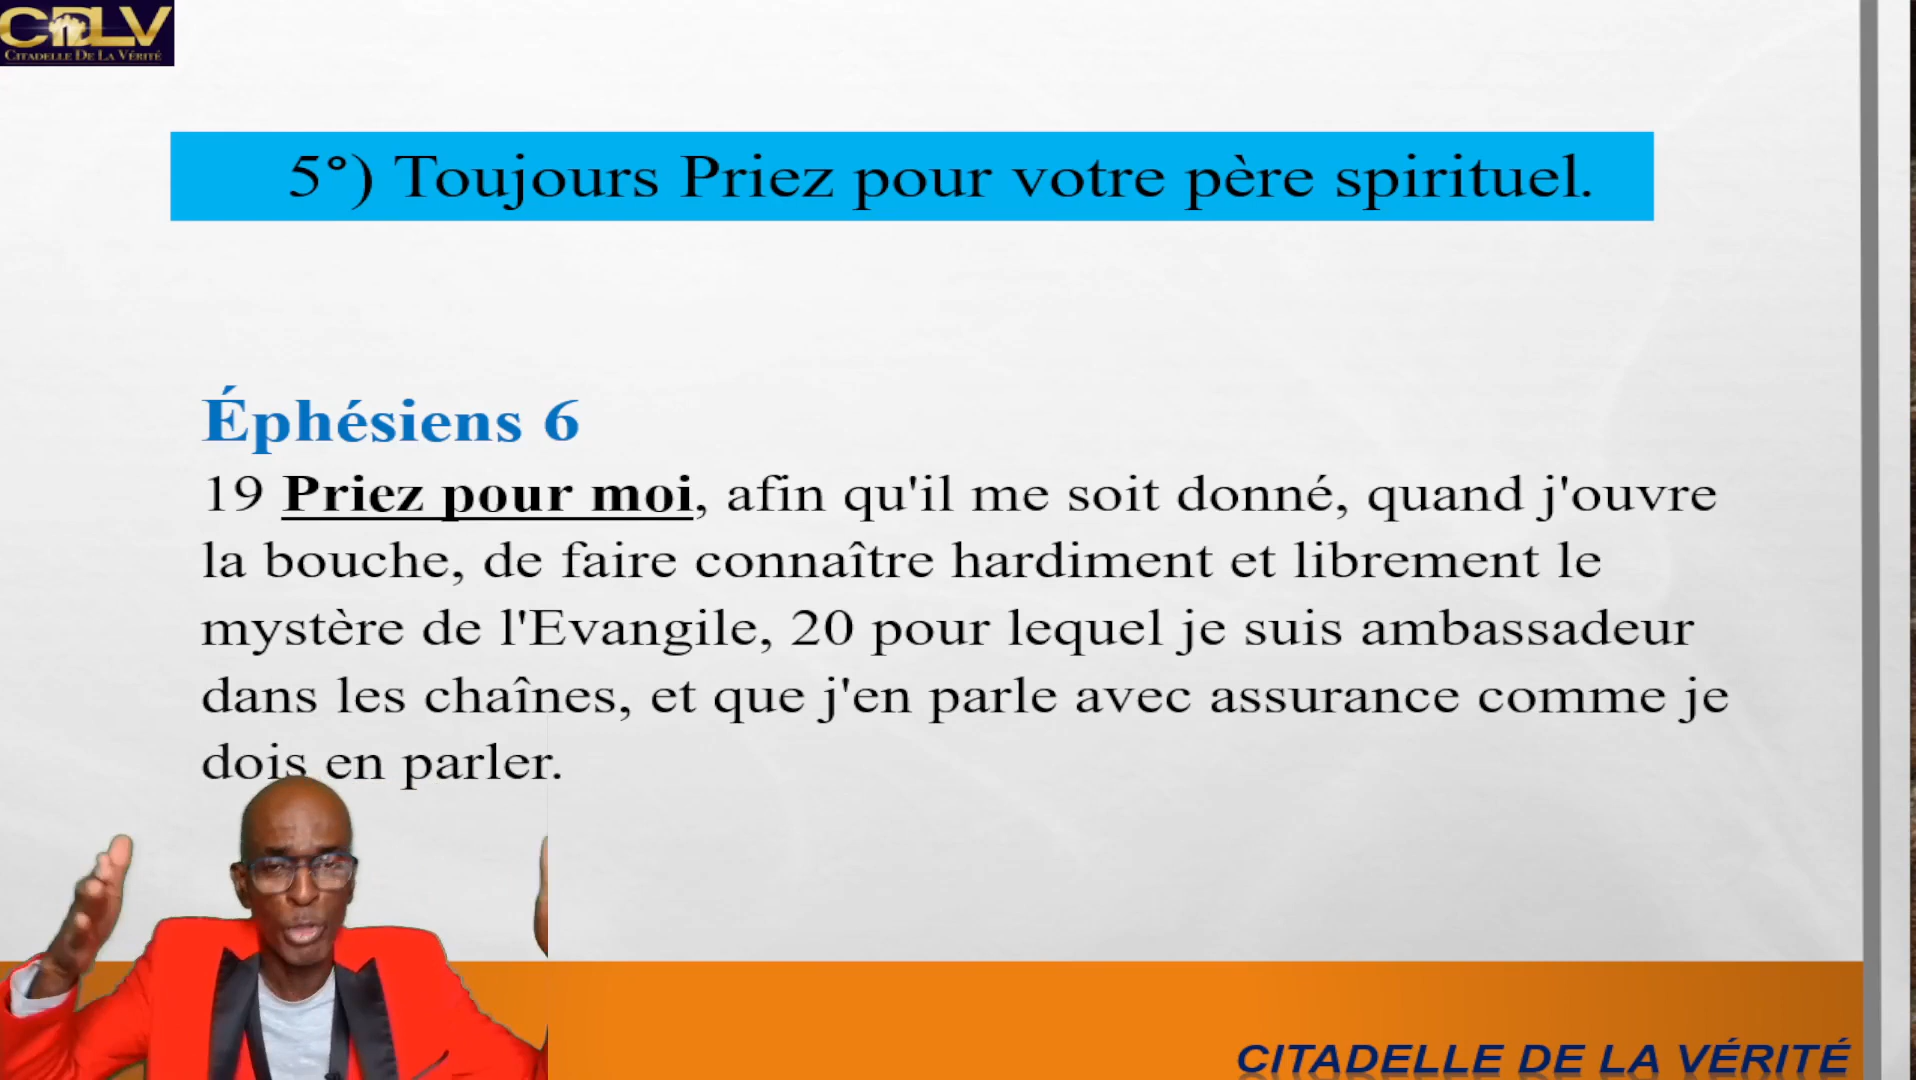 CDLV
CITADELLE DE LA VÉRITÉ
5°) Toujours Priez pour votre père spirituel.
Éphésiens 6
19 Priez pour moi, afin qu'il me soit donné, quand j'ouvre
la bouche, de faire connaître hardiment et librement le
mystère de l'Evangile, 20 pour lequel je suis ambassadeur
dans les chaînes, et que j'en parle avec assurance comme je
dois en parler.
CITADELLE DE LA VÉRITÉ